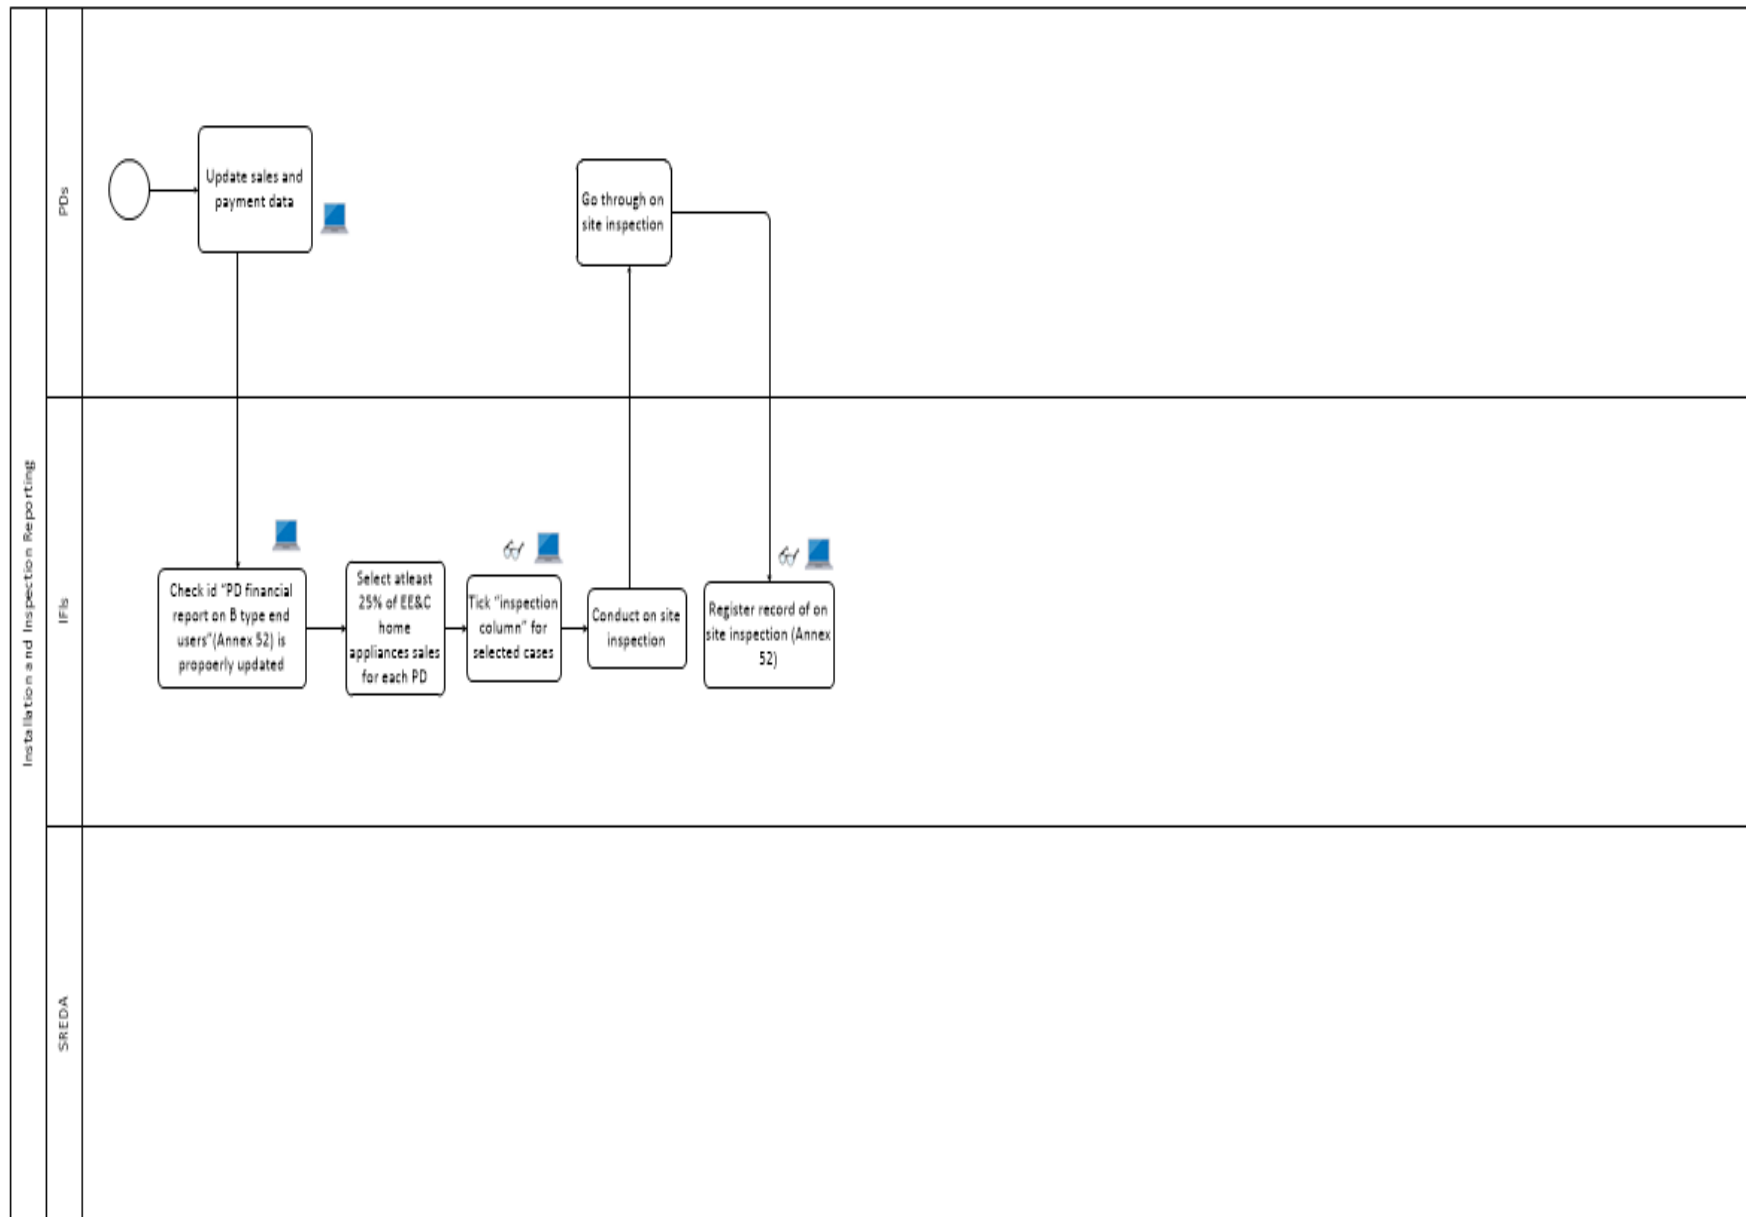 Installation and Inspection Reporting
PDs
Update sales and
payment data
Go through on
site inspection
IFIs
Check id “PD financial
report on B type end
users”(Annex 52) is
propoerly updated
Select atleast
25% of EE&C
home
appliances sales
for each PD
Tick “inspection
column” for
selected cases
Conduct on site
inspection
Register record of on
site inspection (Annex
52)
SREDA